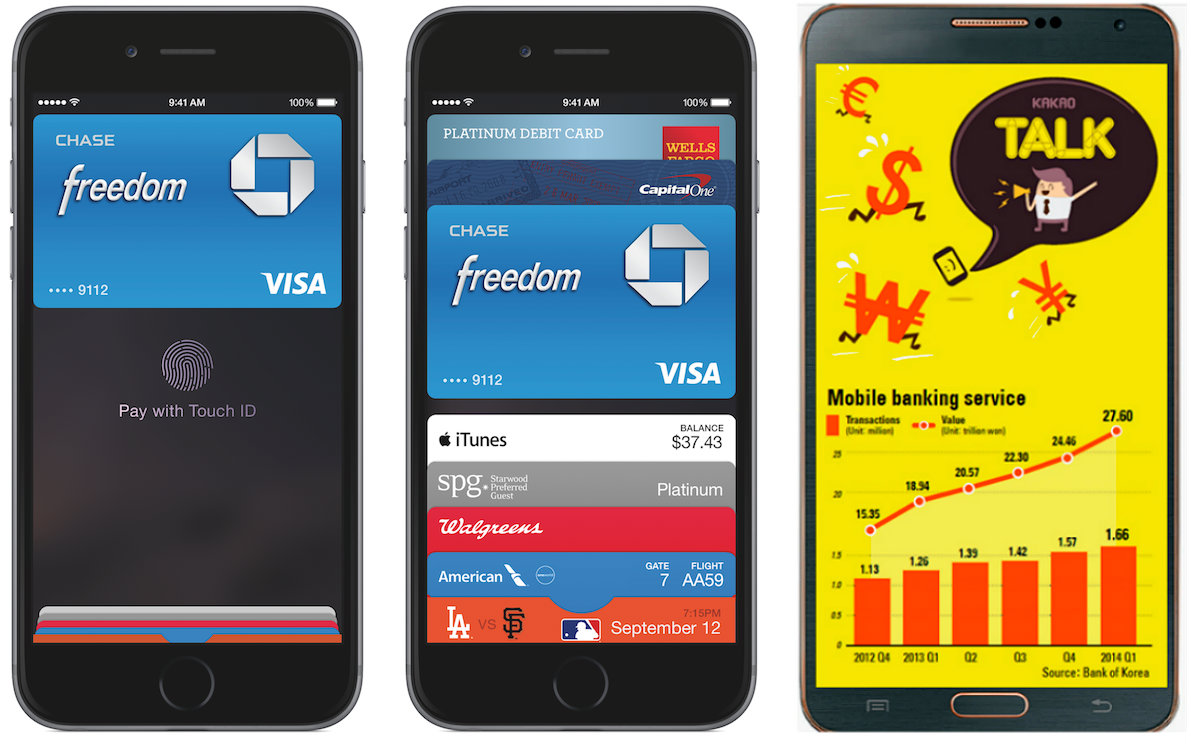 9:41 AM
100%
CHASE
freedom
•••• 9112
VISA
Pay with Touch ID
9:41 AM
100%
PLATINUM DEBIT CARD
WELLS
FARGO
CapitalOne
CHASE
freedom
•••• 9112
VISA
iTunes
BALANCE
$37.43
spg
Starwood
Preferred
Guest
Platinum
Walgreens
American
GATE
7
FLIGHT
AA59
LA VS SF
7:15PM
September 12
KAKAO
TALK
€
$
₩
¥
Mobile banking service
Transactions
(Unit: million)
Value
(Unit: trillion won)
27.60
24.46
22.30
20.57
18.94
15.35
25
20
1.5
1.0
0.5
0
1.13
1.26
1.39
1.42
1.57
1.66
2012 Q4 2013 Q1 Q2 Q3 Q4 2014 Q1
Source: Bank of Korea